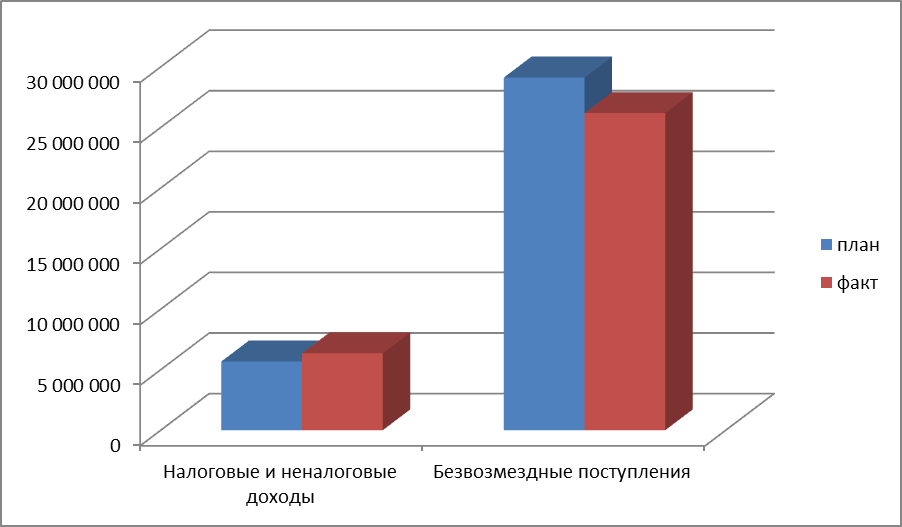 30 000 000
25 000 000
20 000 000
15 000 000
10 000 000
5 000 000
0
Налоговые и неналоговые
доходы
Безвозмездные поступления
план
факт